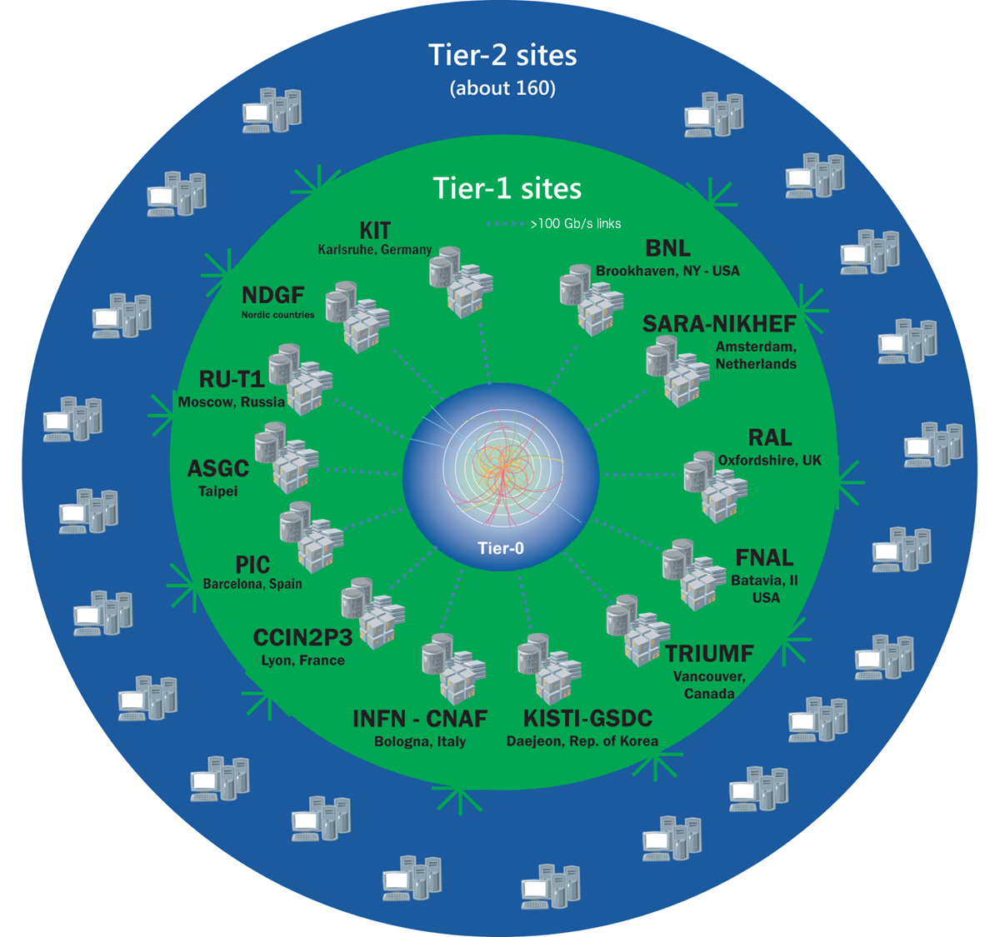 Tier-2 sites
(about 160)
Tier-1 sites
>100 Gb/s links
KIT
Karlsruhe, Germany
BNL
Brookhaven, NY - USA
NDGF
Nordic countries
SARA-NIKHEF
Amsterdam,
Netherlands
RU-T1
Moscow, Russia
RAL
Oxfordshire, UK
ASGC
Taipei
Tier-0
PIC
Barcelona, Spain
FNAL
Batavia, Il
USA
CCIN2P3
Lyon, France
TRIUMF
Vancouver,
Canada
INFN - CNAF
Bologna, Italy
KISTI-GSDC
Daejeon, Rep. of Korea